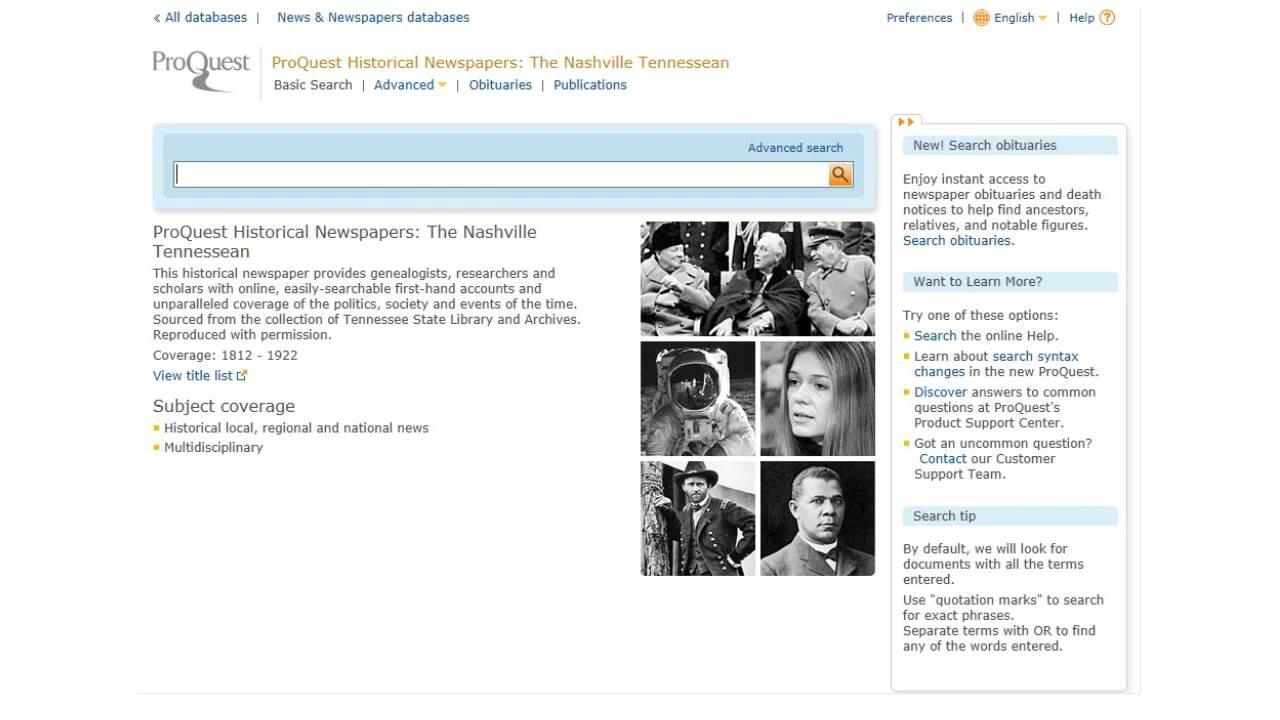 « All databases | News & Newspapers databases
Preferences | English | Help ?
ProQuest
ProQuest Historical Newspapers: The Nashville Tennessean
Basic Search | Advanced | Obituaries | Publications
Advanced search
ProQuest Historical Newspapers: The Nashville
Tennessean
This historical newspaper provides genealogists, researchers and
scholars with online, easily-searchable first-hand accounts and
unparalleled coverage of the politics, society and events of the time.
Sourced from the collection of Tennessee State Library and Archives.
Reproduced with permission.
Coverage: 1812 - 1922
View title list
Subject coverage
Historical local, regional and national news
Multidisciplinary
New! Search obituaries
Enjoy instant access to
newspaper obituaries and death
notices to help find ancestors,
relatives, and notable figures.
Search obituaries.
Want to Learn More?
Try one of these options:
Search the online Help.
Learn about search syntax
changes in the new ProQuest.
Discover answers to common
questions at ProQuest's
Product Support Center.
Got an uncommon question?
Contact our Customer
Support Team.
Search tip
By default, we will look for
documents with all the terms
entered.
Use "quotation marks" to search
for exact phrases.
Separate terms with OR to find
any of the words entered.